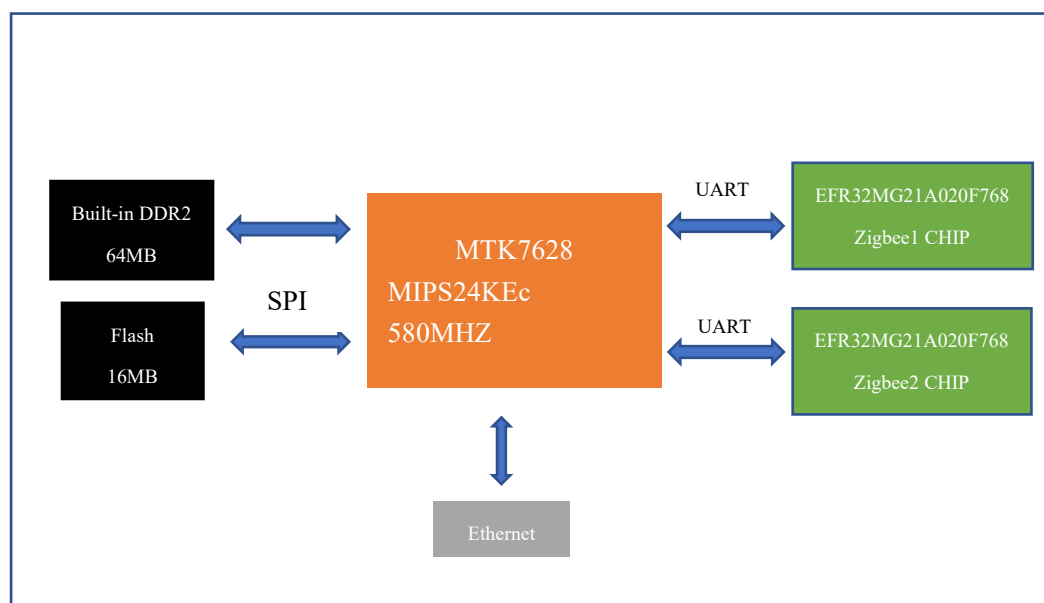 Built-in DDR2
64MB
SPI
Flash
16MB
MTK7628
MIPS24KEc
580MHZ
UART
EFR32MG21A020F768
Zigbee1 CHIP
UART
EFR32MG21A020F768
Zigbee2 CHIP
Ethernet